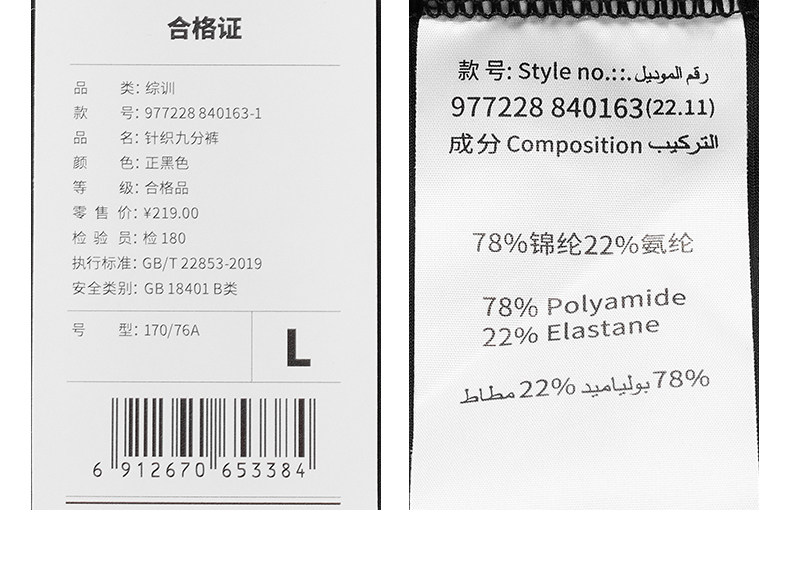 合格证
品 类: 综训
款 号: 977228 840163-1
品 名: 针织九分裤
颜 色: 正黑色
等 级: 合格品
零 售 价: ¥219.00
检 验 员: 检 180
执行标准: GB/T 22853-2019
安全类别: GB 18401 B类
号 型: 170/76A
L
6 912670 653384
款 号: Style no.::. رقم الموديل
977228 840163(22.11)
成分 Composition التركيب
78%锦纶22%氨纶
78% Polyamide
22% Elastane
78% بولياميد 22% مطاط